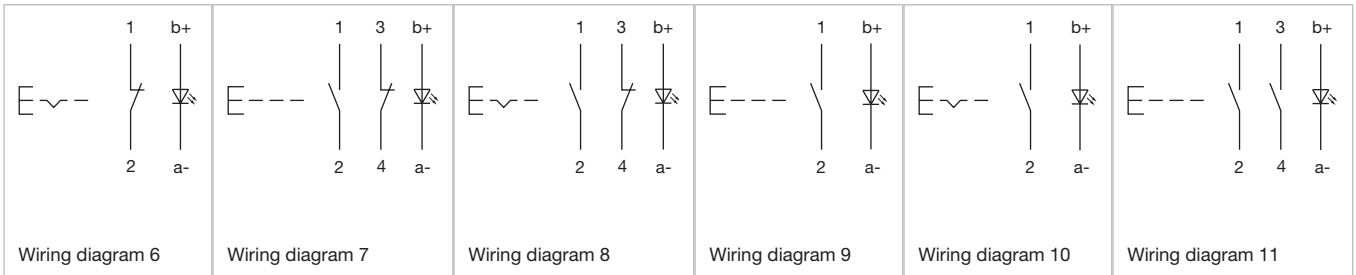 1 b+
2 a-
Wiring diagram 6
1 3 b+
2 4 a-
Wiring diagram 7
1 3 b+
2 4 a-
Wiring diagram 8
1 b+
2 a-
Wiring diagram 9
1 b+
2 a-
Wiring diagram 10
1 3 b+
2 4 a-
Wiring diagram 11